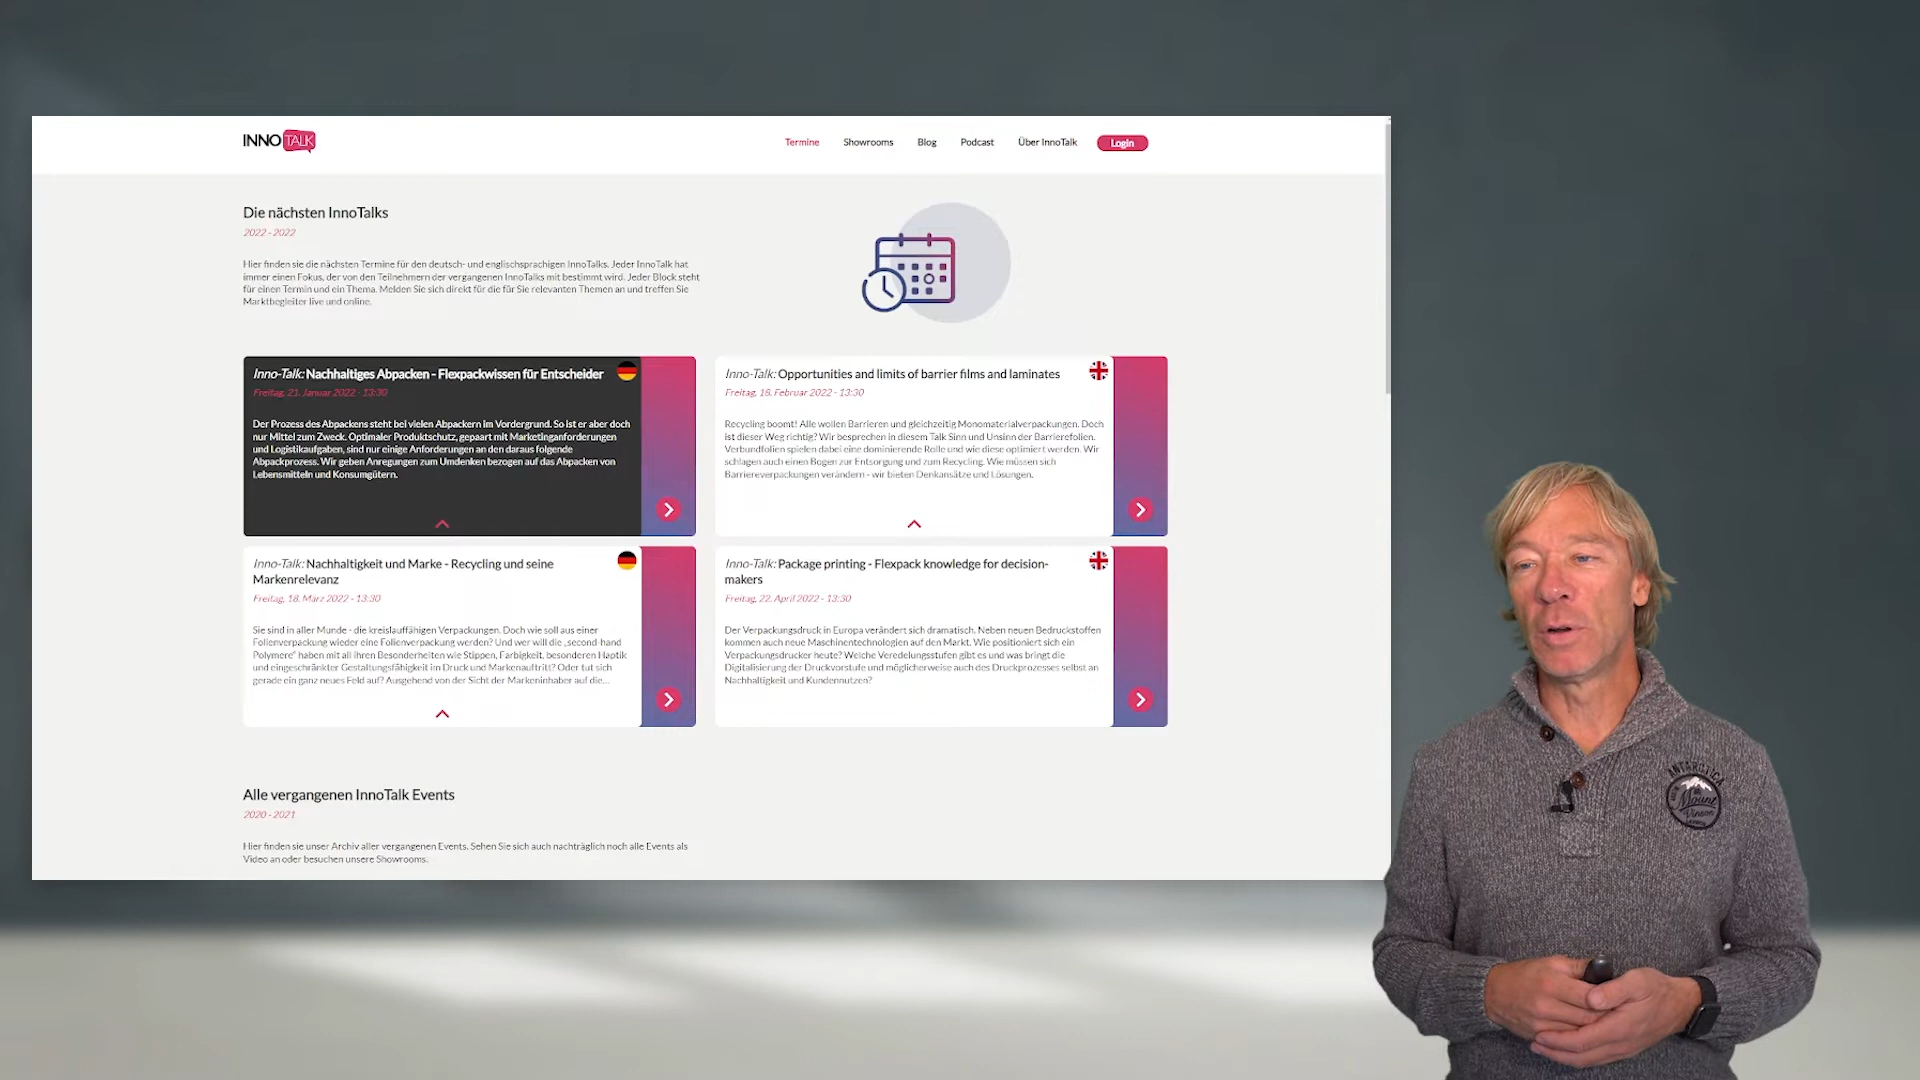 INNO TALK
Termine Showrooms Blog Podcast Über InnoTalk Login
Die nächsten InnoTalks
2022 - 2022
Hier finden sie die nächsten Termine für den deutsch- und englischsprachigen InnoTalks. Jeder InnoTalk hat
immer einen Fokus, der von den Teilnehmern der vergangenen InnoTalks mit bestimmt wird. Jeder Block steht
für einen Termin und ein Thema. Melden Sie sich direkt für die für Sie relevanten Themen an und treffen Sie
Marktbegleiter live und online.
Inno-Talk: Nachhaltiges Abpacken - Flexpackwissen für Entscheider
Freitag, 21. Januar 2022 - 13:30
Der Prozess des Abpackens steht bei vielen Abpackern im Vordergrund. So ist er aber doch
nur Mittel zum Zweck. Optimaler Produktschutz, gepaart mit Marketinganforderungen
und Logistikaufgaben, sind nur einige Anforderungen an den daraus folgende
Abpackprozess. Wir geben Anregungen zum Umdenken bezogen auf das Abpacken von
Lebensmitteln und Konsumgütern.
Inno-Talk: Opportunities and limits of barrier films and laminates
Freitag, 18. Februar 2022 - 13:30
Recycling boomt! Alle wollen Barrieren und gleichzeitig Monomaterialverpackungen. Doch
ist dieser Weg richtig? Wir besprechen in diesem Talk Sinn und Unsinn der Barrierefolien.
Verbundfolien spielen dabei eine dominierende Rolle und wie diese optimiert werden. Wir
schlagen auch einen Bogen zur Entsorgung und zum Recycling. Wie müssen sich
Barriereverpackungen verändern - wir bieten Denkansätze und Lösungen.
Inno-Talk: Nachhaltigkeit und Marke - Recycling und seine
Markenrelevanz
Freitag, 18. März 2022 - 13:30
Sie sind in aller Munde - die kreislauffähigen Verpackungen. Doch wie soll aus einer
Folienverpackung wieder eine Folienverpackung werden? Und wer will die „second-hand
Polymere“ haben mit all ihren Besonderheiten wie Stippen, Farbigkeit, besonderen Haptik
und eingeschränkter Gestaltungsfähigkeit im Druck und Markenauftritt? Oder tut sich
gerade ein ganz neues Feld auf? Ausgehend von der Sicht der Markeninhaber auf die...
Inno-Talk: Package printing - Flexpack knowledge for decision-
makers
Freitag, 22. April 2022 - 13:30
Der Verpackungsdruck in Europa verändert sich dramatisch. Neben neuen Bedruckstoffen
kommen auch neue Maschinentechnologien auf den Markt. Wie positioniert sich ein
Verpackungsdrucker heute? Welche Veredelungsstufen gibt es und was bringt die
Digitalisierung der Druckvorstufe und möglicherweise auch des Druckprozesses selbst an
Nachhaltigkeit und Kundennutzen?
Alle vergangenen InnoTalk Events
2020 - 2021
Hier finden sie unser Archiv aller vergangenen Events. Sehen Sie sich auch nachträglich noch alle Events als
Video an oder besuchen unsere Showrooms.
ANTARCTICA
Mount
Vinson